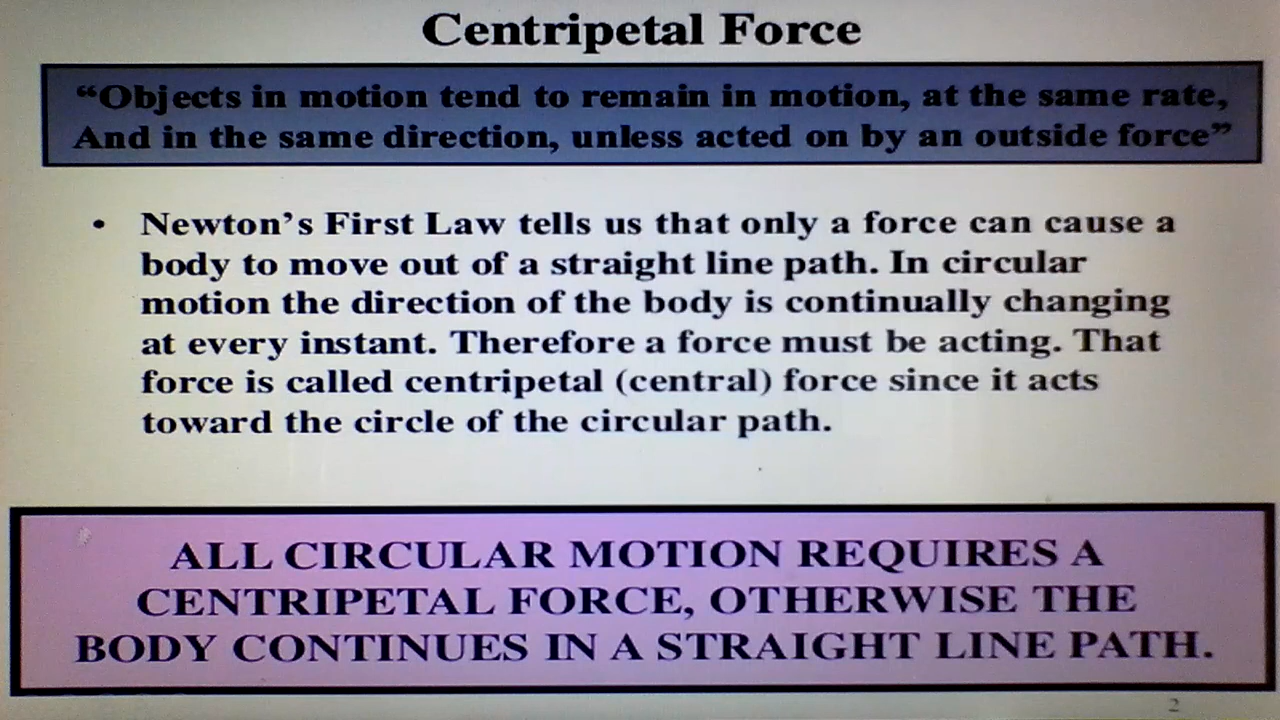 Centripetal Force
“Objects in motion tend to remain in motion, at the same rate,
And in the same direction, unless acted on by an outside force”
• Newton’s First Law tells us that only a force can cause a
body to move out of a straight line path. In circular
motion the direction of the body is continually changing
at every instant. Therefore a force must be acting. That
force is called centripetal (central) force since it acts
toward the circle of the circular path.
ALL CIRCULAR MOTION REQUIRES A
CENTRIPETAL FORCE, OTHERWISE THE
BODY CONTINUES IN A STRAIGHT LINE PATH.
2